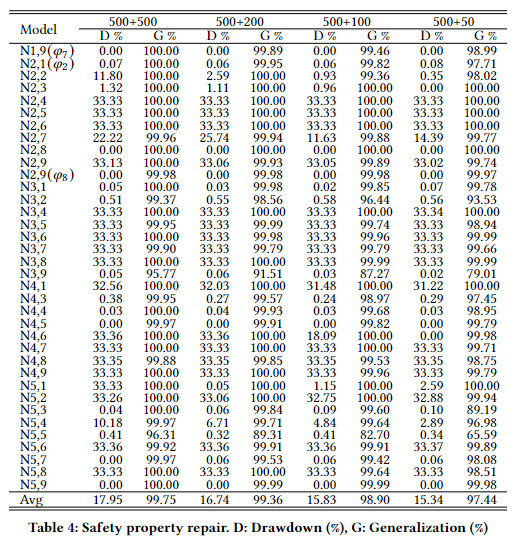 Model 500+500 500+200 500+100 500+50
D % G % D % G % D % G % D % G %
N1,9(φ7) 0.00 100.00 0.00 99.89 0.00 99.46 0.00 98.99
N2,1(φ2) 0.07 100.00 0.06 99.95 0.06 99.82 0.08 97.71
N2,2 11.80 100.00 2.59 100.00 0.93 99.36 0.35 98.02
N2,3 1.32 100.00 1.11 100.00 0.96 100.00 0.00 100.00
N2,4 33.33 100.00 33.33 100.00 33.33 100.00 33.33 100.00
N2,5 33.33 100.00 33.33 100.00 33.33 100.00 33.33 100.00
N2,6 33.33 100.00 33.33 100.00 33.33 100.00 33.33 100.00
N2,7 22.22 99.96 25.74 99.94 11.63 99.88 14.39 99.77
N2,8 0.00 100.00 0.00 100.00 0.00 100.00 0.00 100.00
N2,9 33.13 100.00 33.06 99.93 33.05 99.89 33.02 99.74
N2,9(φ8) 0.00 99.98 0.00 99.98 0.00 99.98 0.00 99.97
N3,1 0.05 100.00 0.03 99.98 0.02 99.85 0.07 99.78
N3,2 0.51 99.37 0.55 98.56 0.58 96.44 0.56 93.53
N3,4 33.33 100.00 33.33 100.00 33.33 100.00 33.34 100.00
N3,5 33.33 99.95 33.33 99.99 33.33 99.74 33.33 98.94
N3,6 33.33 100.00 33.33 99.98 33.33 99.96 33.33 99.99
N3,7 33.33 99.90 33.33 99.79 33.33 99.79 33.33 99.66
N3,8 33.33 100.00 33.33 100.00 33.33 99.99 33.33 99.99
N3,9 0.05 95.77 0.06 91.51 0.03 87.27 0.02 79.01
N4,1 32.56 100.00 32.03 100.00 31.48 100.00 31.22 100.00
N4,3 0.38 99.95 0.27 99.57 0.24 98.97 0.29 97.45
N4,4 0.03 100.00 0.04 99.93 0.03 99.68 0.03 98.95
N4,5 0.00 99.97 0.00 99.91 0.00 99.82 0.00 99.79
N4,6 33.36 100.00 33.36 100.00 18.09 100.00 0.00 99.98
N4,7 33.33 100.00 33.33 100.00 33.33 100.00 33.33 99.71
N4,8 33.35 99.88 33.35 99.85 33.35 99.53 33.35 98.75
N4,9 33.33 100.00 33.33 100.00 33.33 99.96 33.33 99.79
N5,1 33.33 100.00 0.05 100.00 1.15 100.00 2.59 100.00
N5,2 33.26 100.00 33.06 100.00 32.75 100.00 32.88 99.94
N5,3 0.04 100.00 0.06 99.84 0.09 99.60 0.10 89.19
N5,4 10.18 99.97 6.71 99.71 4.84 99.64 2.89 96.98
N5,5 0.41 96.31 0.32 89.31 0.41 82.70 0.34 65.59
N5,6 33.36 99.92 33.36 99.91 33.36 99.91 33.37 99.89
N5,7 0.00 99.97 0.06 99.53 0.06 99.42 0.06 98.08
N5,8 33.33 100.00 33.33 100.00 33.33 99.64 33.33 98.51
N5,9 0.00 100.00 0.00 99.99 0.00 99.99 0.00 99.98
Avg 17.95 99.75 16.74 99.36 15.83 98.90 15.34 97.44
Table 4: Safety property repair. D: Drawdown (%), G: Generalization (%)